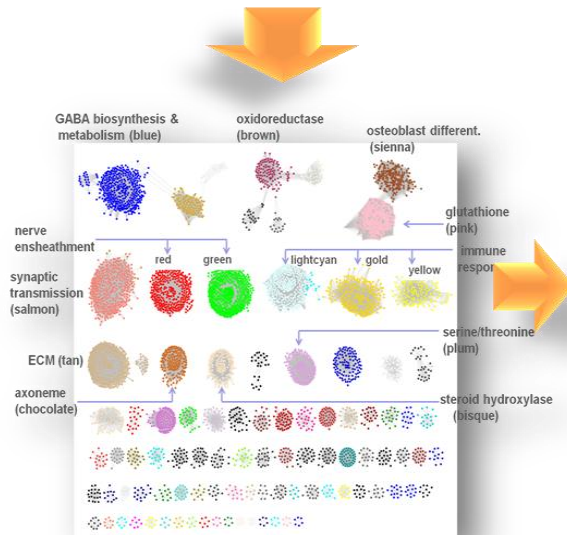 GABA biosynthesis &
metabolism (blue)
oxidoreductase
(brown)
osteoblast different.
(sienna)
glutathione
(pink)
nerve
ensheathment
red
green
lightcyan
gold
yellow
immune
respor
synaptic
transmission
(salmon)
serine/threonine
(plum)
ECM (tan)
axoneme
(chocolate)
steroid hydroxylase
(bisque)